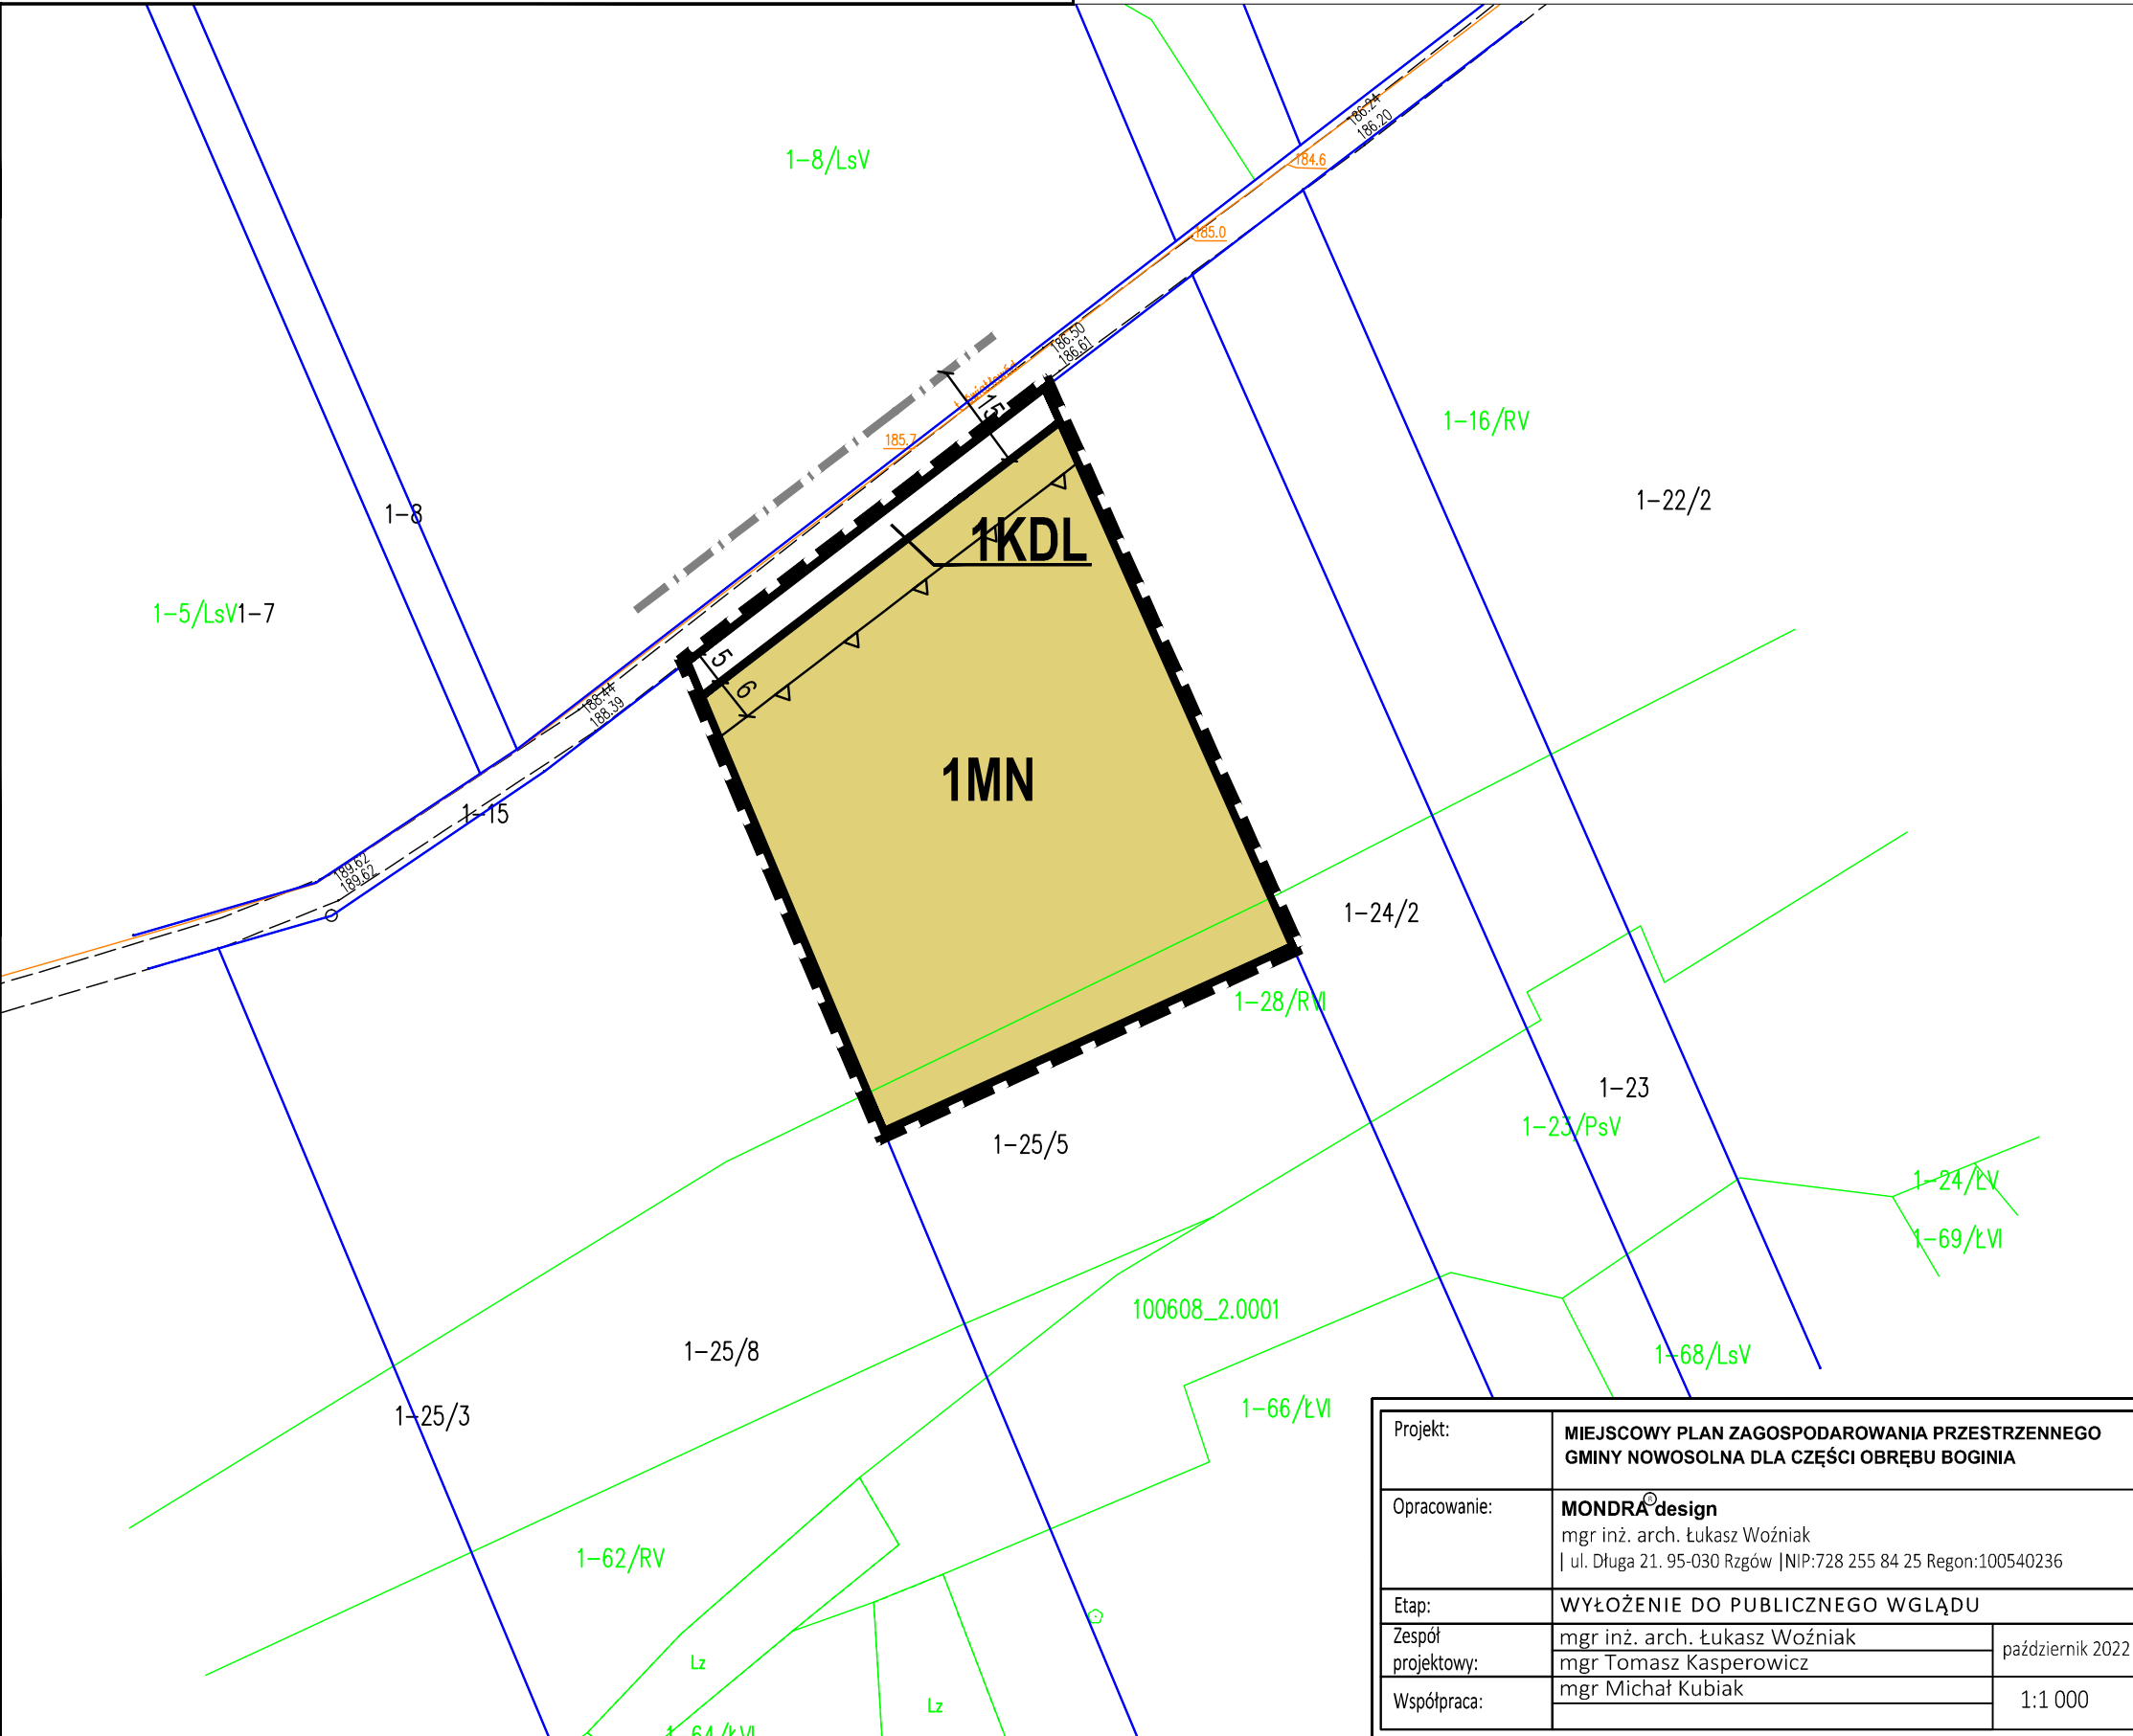 1-8/LsV
186.24
186.20
184.6
185.0
186.50
186.61
15
185.7
1-16/RV
1-22/2
1-8
1KDL
1-5/LsV
1-7
5
6
188.44
188.39
1MN
1-15
189.62
189.62
1-24/2
1-28/RVI
1-23
1-23/PsV
1-25/5
1-24/ŁV
1-69/ŁVI
100608_2.0001
1-25/8
1-68/LsV
1-25/3
1-66/ŁVI
1-62/RV
Lz
Lz
1-64/ŁVI
Projekt:
MIEJSCOWY PLAN ZAGOSPODAROWANIA PRZESTRZENNEGO
GMINY NOWOSOLNA DLA CZĘŚCI OBRĘBU BOGINIA
Opracowanie:
MONDRA® design
mgr inż. arch. Łukasz Woźniak
| ul. Długa 21. 95-030 Rzgów |NIP:728 255 84 25 Regon:100540236
Etap:
WYŁOŻENIE DO PUBLICZNEGO WGLĄDU
Zespół
projektowy:
mgr inż. arch. Łukasz Woźniak
mgr Tomasz Kasperowicz
październik 2022
Współpraca:
mgr Michał Kubiak
1:1 000